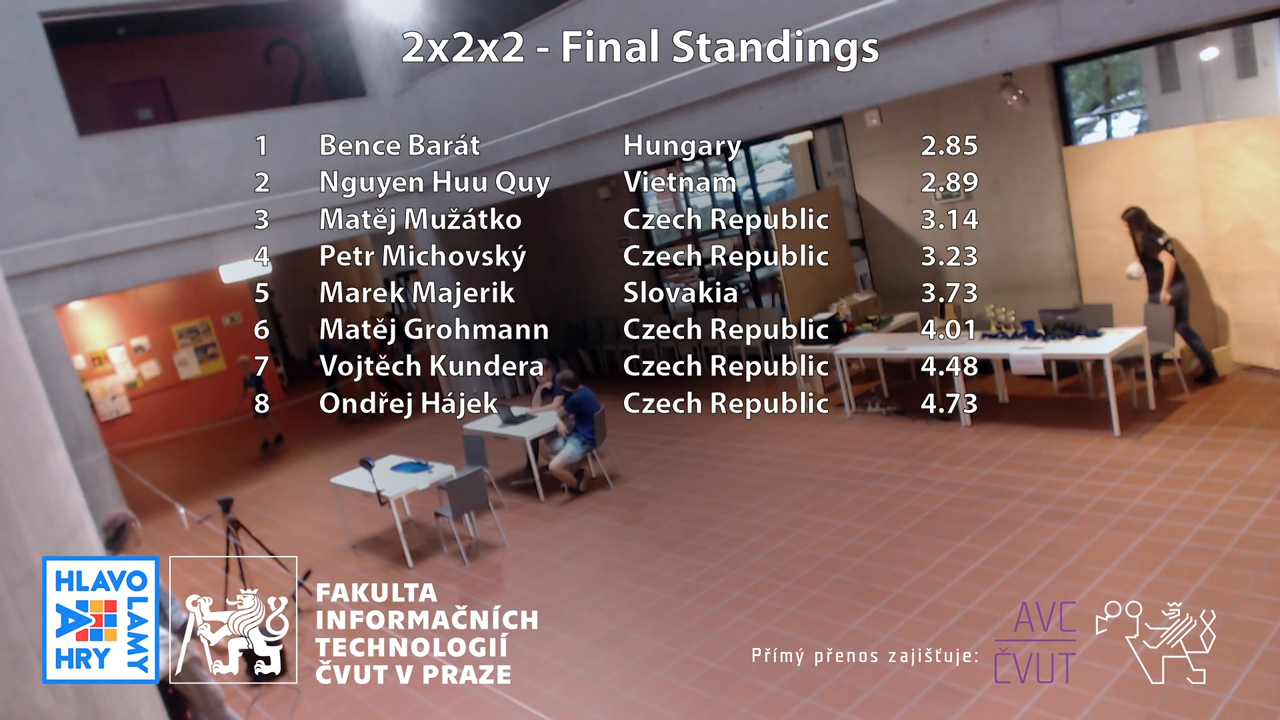 2x2x2 - Final Standings
1 Bence Barát Hungary 2.85
2 Nguyen Huu Quy Vietnam 2.89
3 Matěj Mužátko Czech Republic 3.14
4 Petr Michovský Czech Republic 3.23
5 Marek Majerik Slovakia 3.73
6 Matěj Grohmann Czech Republic 4.01
7 Vojtěch Kundera Czech Republic 4.48
8 Ondřej Hájek Czech Republic 4.73
HLAVOLAMY
A
HRY
FAKULTA
INFORMAČNÍCH
TECHNOLOGIÍ
ČVUT V PRAZE
Přímý přenos zajišťuje:
AVC
ČVUT